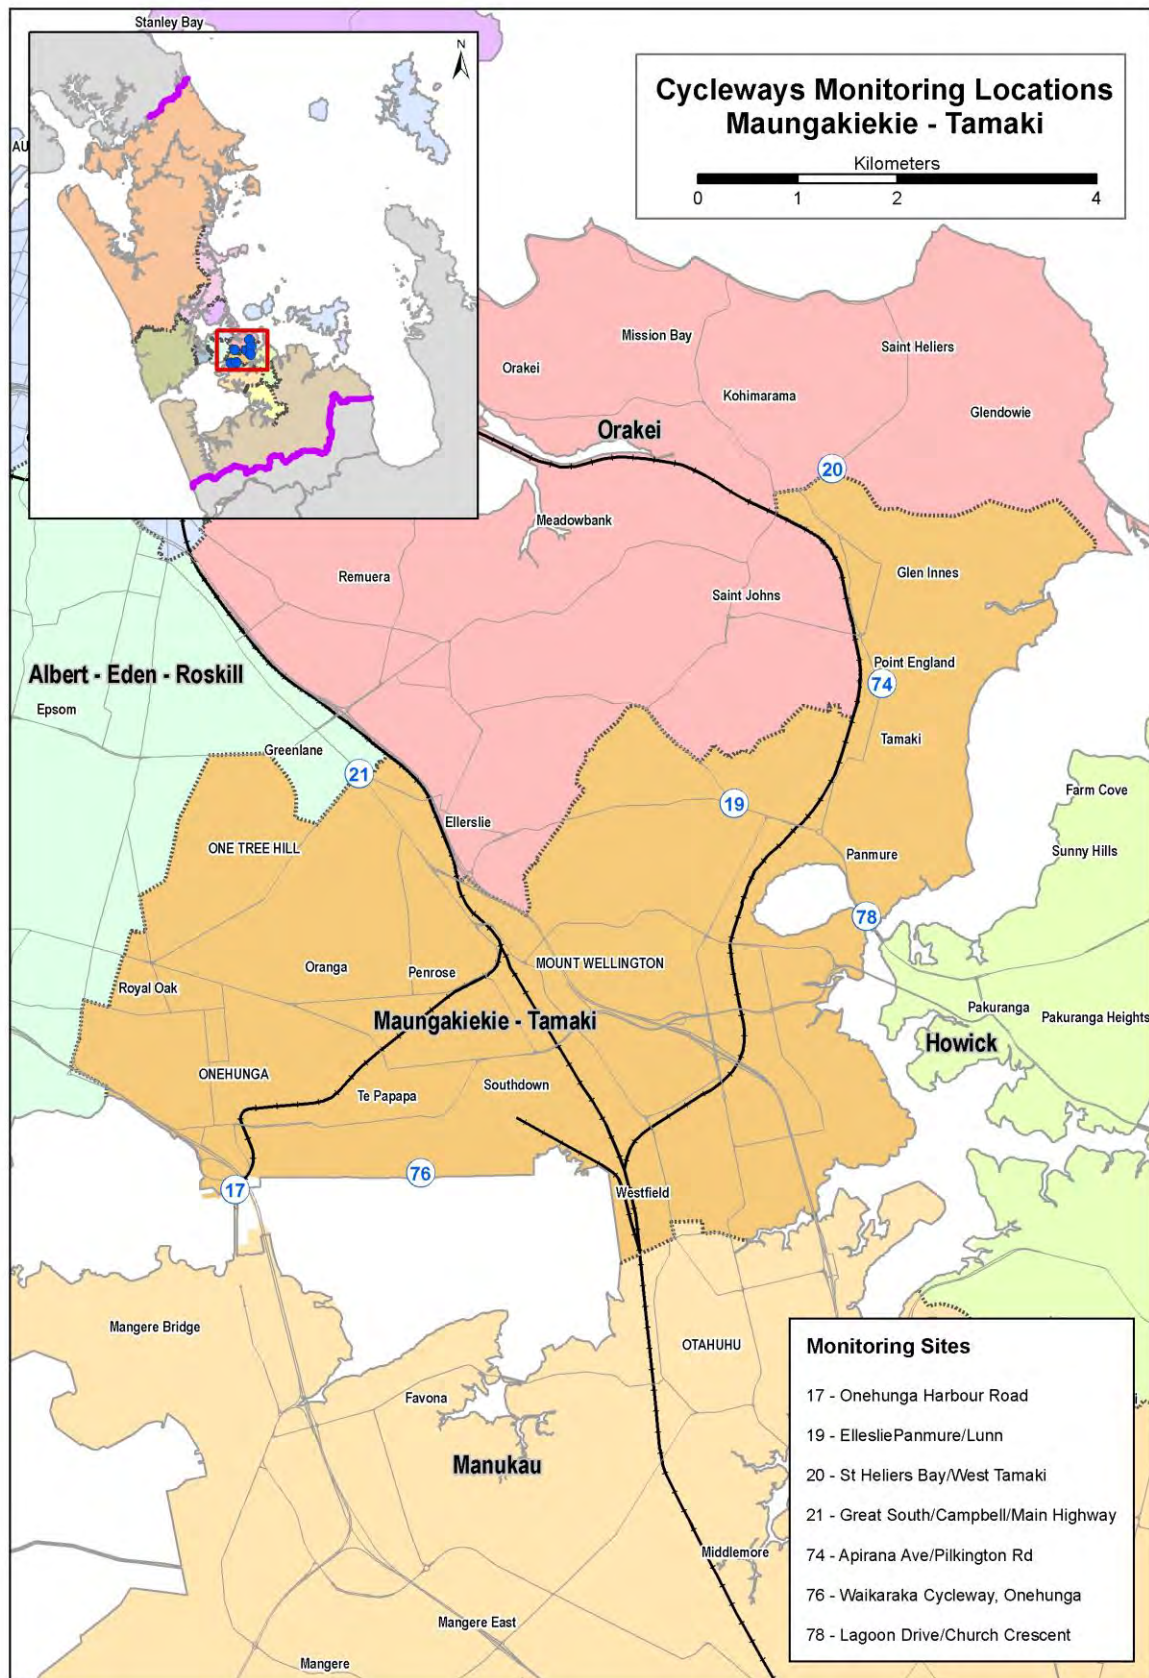 Stanley Bay
N
Cycleways Monitoring Locations
Maungakiekie - Tamaki
Kilometers
0 1 2 4
AU
Mission Bay
Saint Heliers
Orakei
Kohimarama
Glendowie
Orakei
20
Meadowbank
Glen Innes
Remuera
Saint Johns
Albert - Eden - Roskill
Point England
74
Epsom
Greenlane
Tamaki
21
19
Farm Cove
Ellerslie
ONE TREE HILL
Panmure
Sunny Hills
78
Oranga
Penrose
MOUNT WELLINGTON
Royal Oak
Pakuranga
Pakuranga Heights
Maungakiekie - Tamaki
Howick
ONEHUNGA
Te Papapa
Southdown
76
17
Westfield
Mangere Bridge
OTAHUHU
Favona
Manukau
Middlemore
Mangere East
Mangere
Monitoring Sites
17 - Onehunga Harbour Road
19 - EllesliePanmure/Lunn
20 - St Heliers Bay/West Tamaki
21 - Great South/Campbell/Main Highway
74 - Apirana Ave/Pilkington Rd
76 - Waikaraka Cycleway, Onehunga
78 - Lagoon Drive/Church Crescent